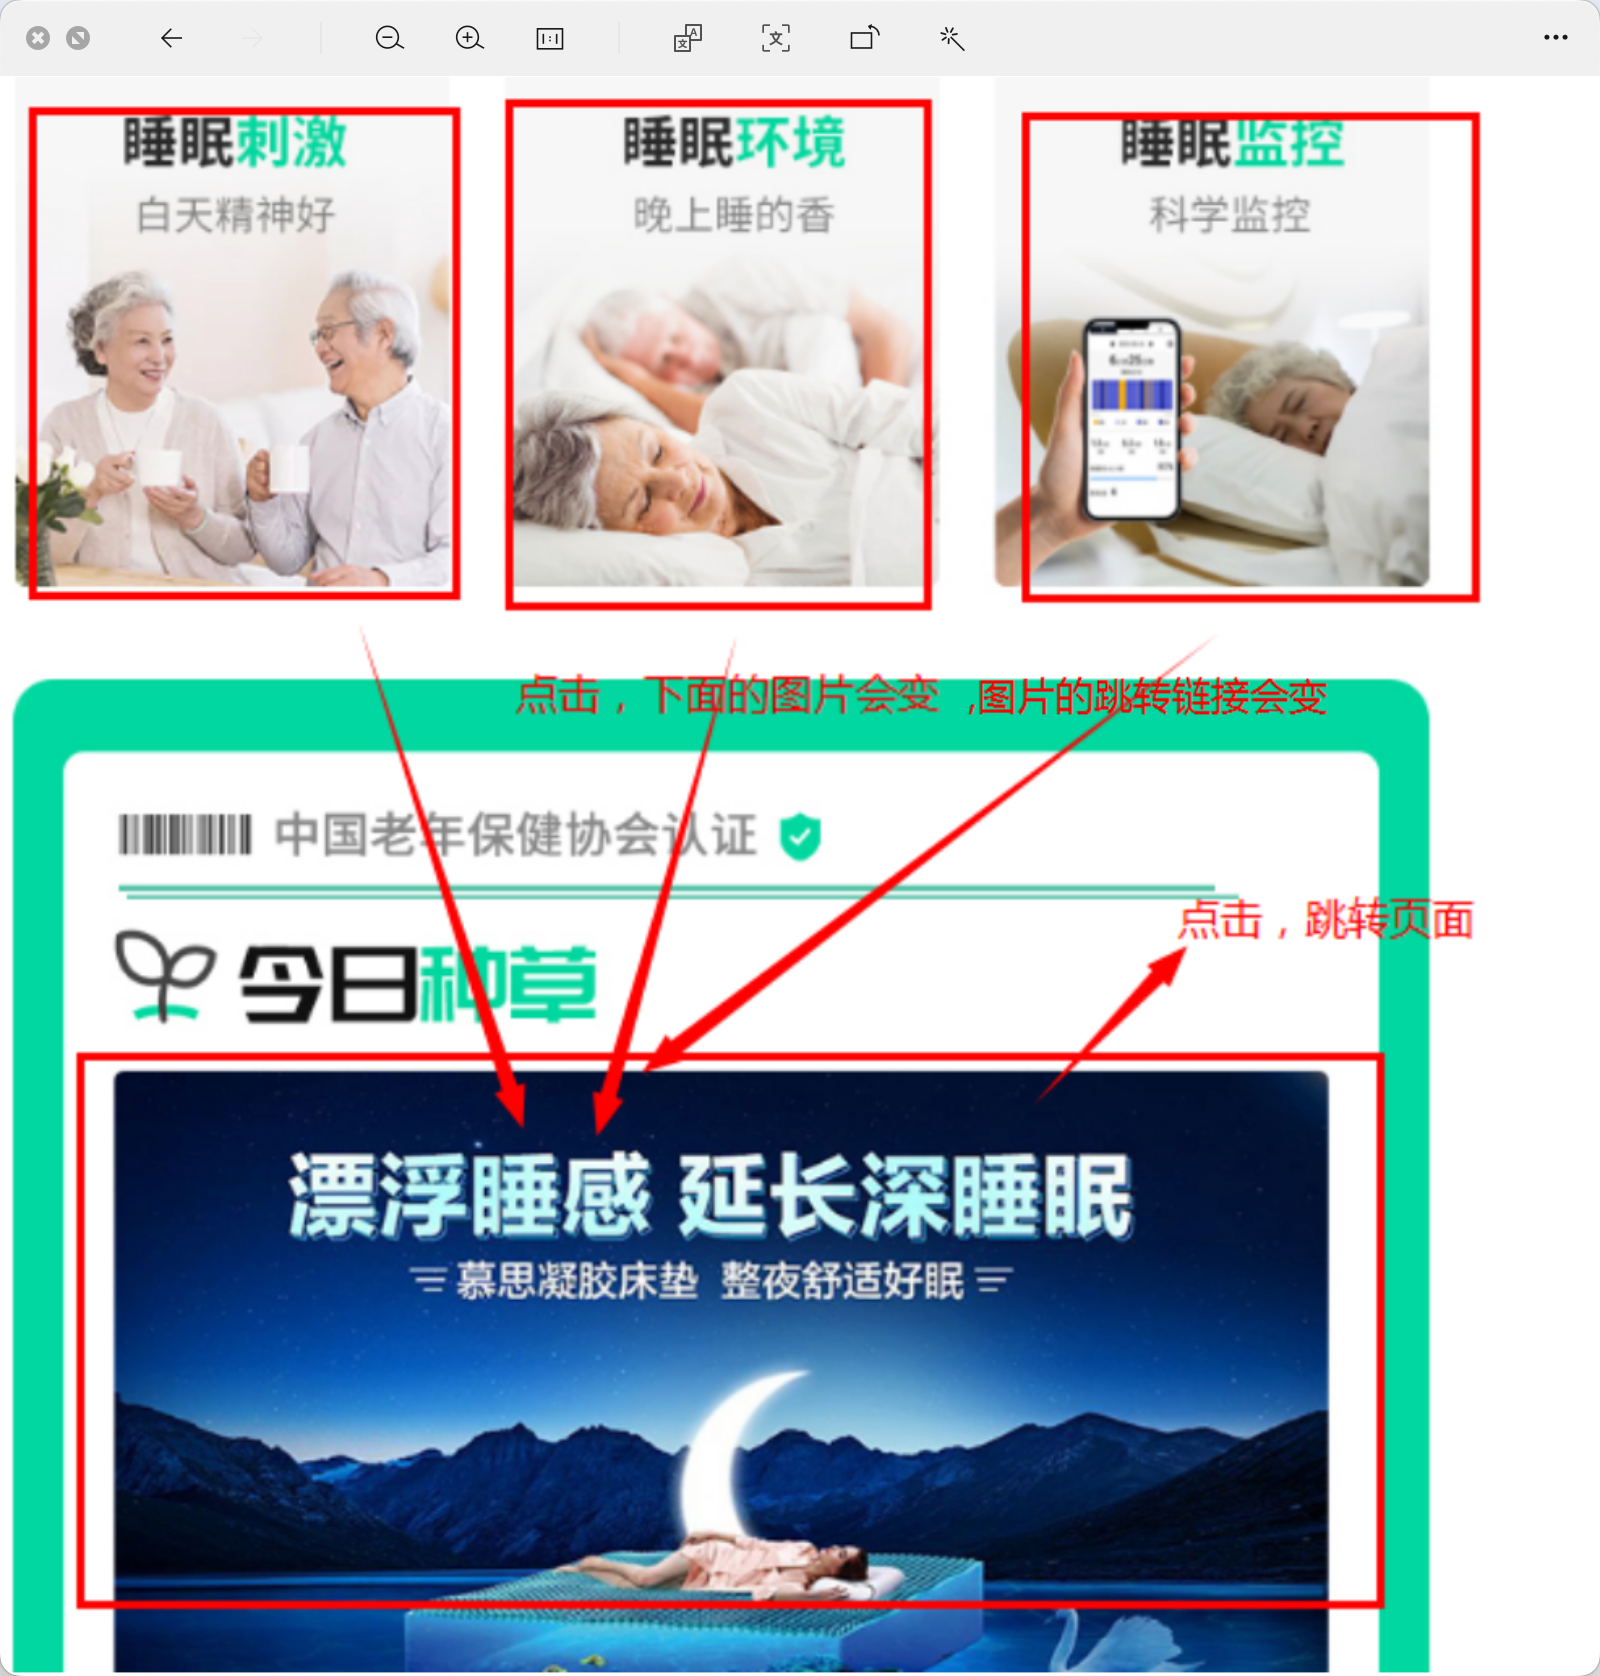 睡眠刺激
白天精神好
睡眠环境
晚上睡的香
睡眠监控
科学监控
点击，下面的图片会变 ,图片的跳转链接会变
中国老年保健协会认证
点击，跳转页面
今日种草
漂浮睡感 延长深睡眠
慕思凝胶床垫 整夜舒适好眠